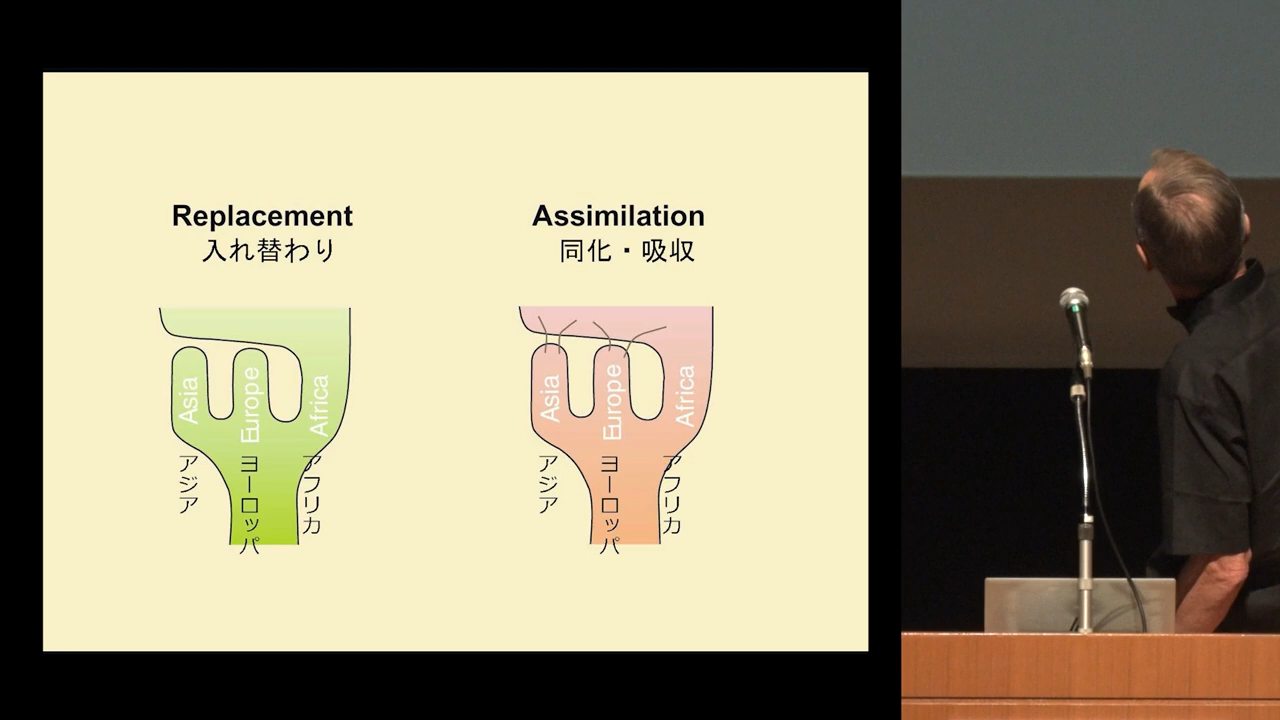 Replacement
入れ替わり
Asia
Europe
Africa
アジア
ヨーロッパ
アフリカ
Assimilation
同化・吸収
Asia
Europe
Africa
アジア
ヨーロッパ
アフリカ